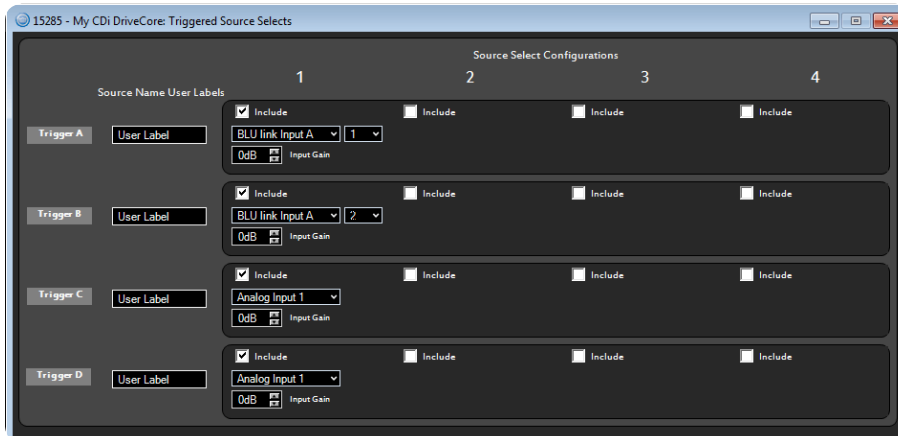 15285 - My CDi DriveCore: Triggered Source Selects
Source Select Configurations
1 2 3 4
Source Name User Labels
Include Include Include Include
Trigger A User Label BLU link Input A 1
0dB Input Gain
Include Include Include Include
Trigger B User Label BLU link Input A 2
0dB Input Gain
Include Include Include Include
Trigger C User Label Analog Input 1
0dB Input Gain
Include Include Include Include
Trigger D User Label Analog Input 1
0dB Input Gain